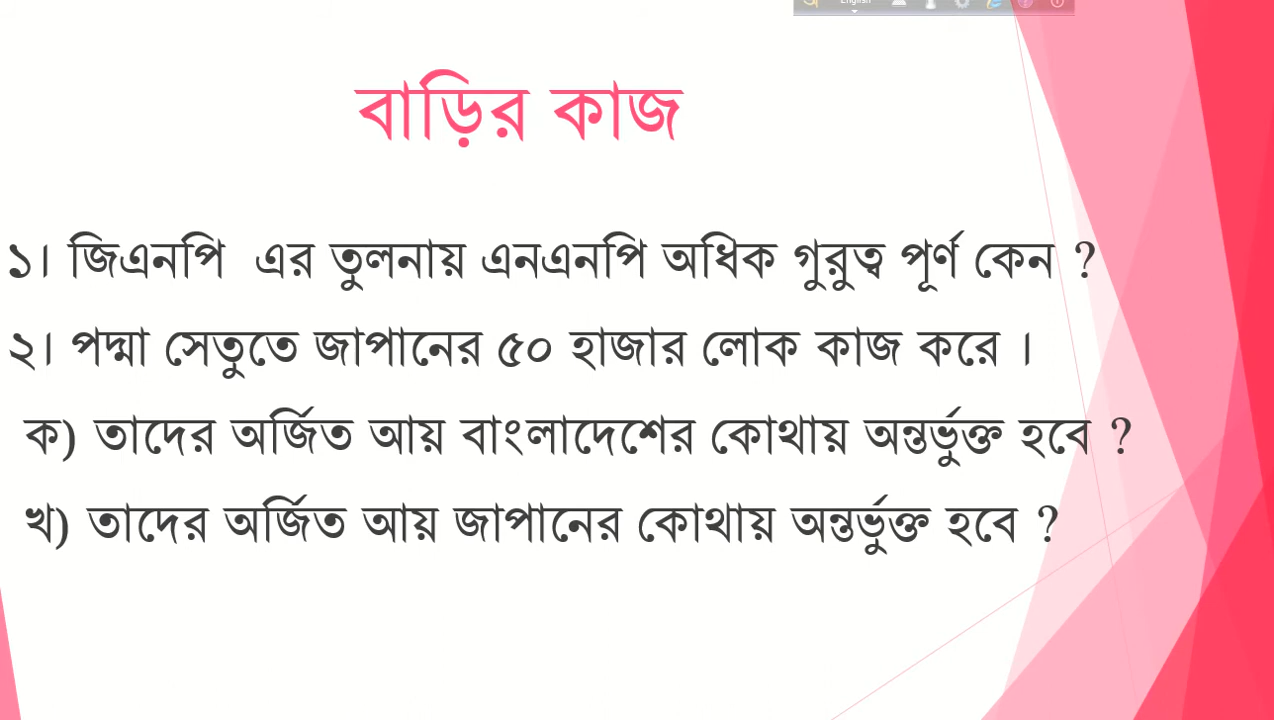 English
বাড়ির কাজ
১। জিএনপি এর তুলনায় এনএনপি অধিক গুরুত্ব পূর্ণ কেন ?
২। পদ্মা সেতুতে জাপানের ৫০ হাজার লোক কাজ করে ।
ক) তাদের অর্জিত আয় বাংলাদেশের কোথায় অন্তর্ভুক্ত হবে ?
খ) তাদের অর্জিত আয় জাপানের কোথায় অন্তর্ভুক্ত হবে ?